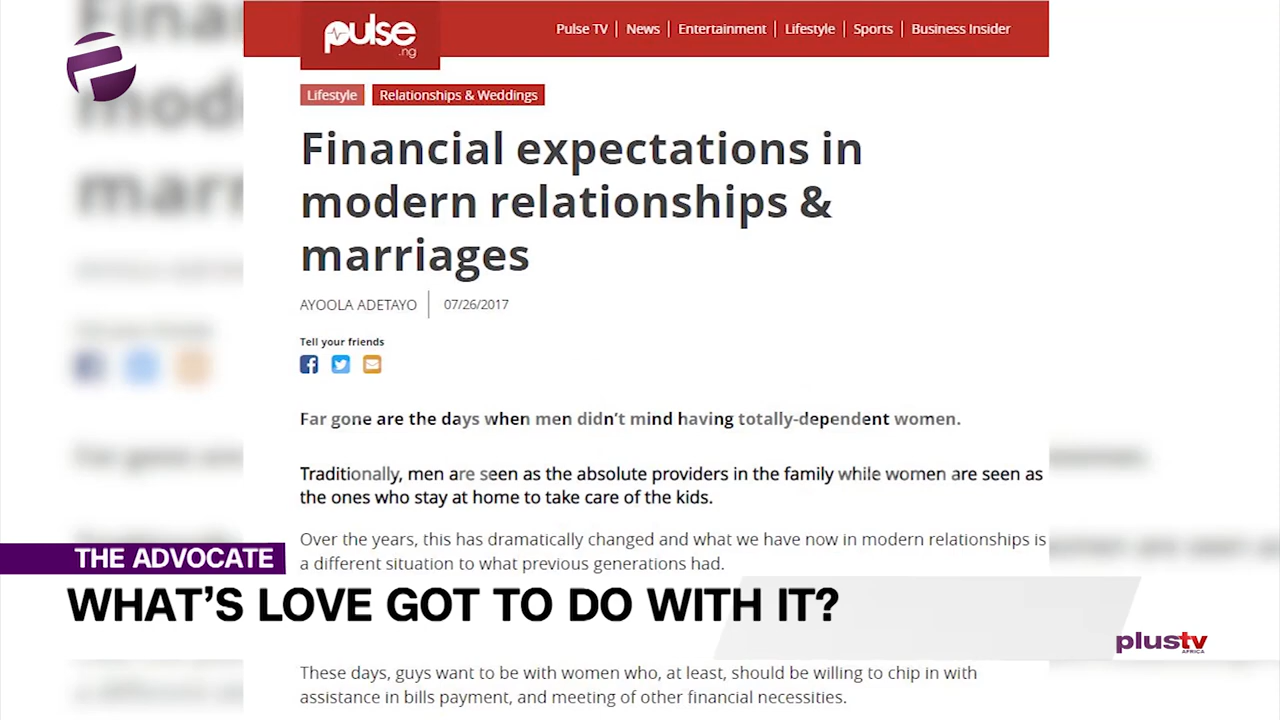 pulse
.ng
Pulse TV | News | Entertainment | Lifestyle | Sports | Business Insider
Lifestyle Relationships & Weddings
Financial expectations in
modern relationships &
marriages
AYOOLA ADETAYO | 07/26/2017
Tell your friends
Far gone are the days when men didn't mind having totally-dependent women.
Traditionally, men are seen as the absolute providers in the family while women are seen as
the ones who stay at home to take care of the kids.
Over the years, this has dramatically changed and what we have now in modern relationships is
a different situation to what previous generations had.
THE ADVOCATE
WHAT'S LOVE GOT TO DO WITH IT?
plustv
AFRICA
These days, guys want to be with women who, at least, should be willing to chip in with
assistance in bills payment, and meeting of other financial necessities.